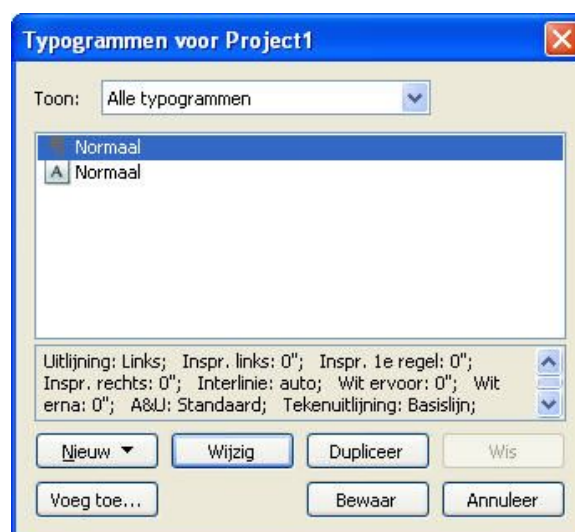 Typogrammen voor Project1
Toon: Alle typogrammen
Normaal
A Normaal
Uitlijning: Links; Inspr. links: 0"; Inspr. 1e regel: 0";
Inspr. rechts: 0"; Interlinie: auto; Wit ervoor: 0"; Wit
erna: 0"; A&U: Standaard; Tekenuitlijning: Basislijn;
Nieuw Wijzig Dupliceer Wis
Voeg toe... Bewaar Annuleer